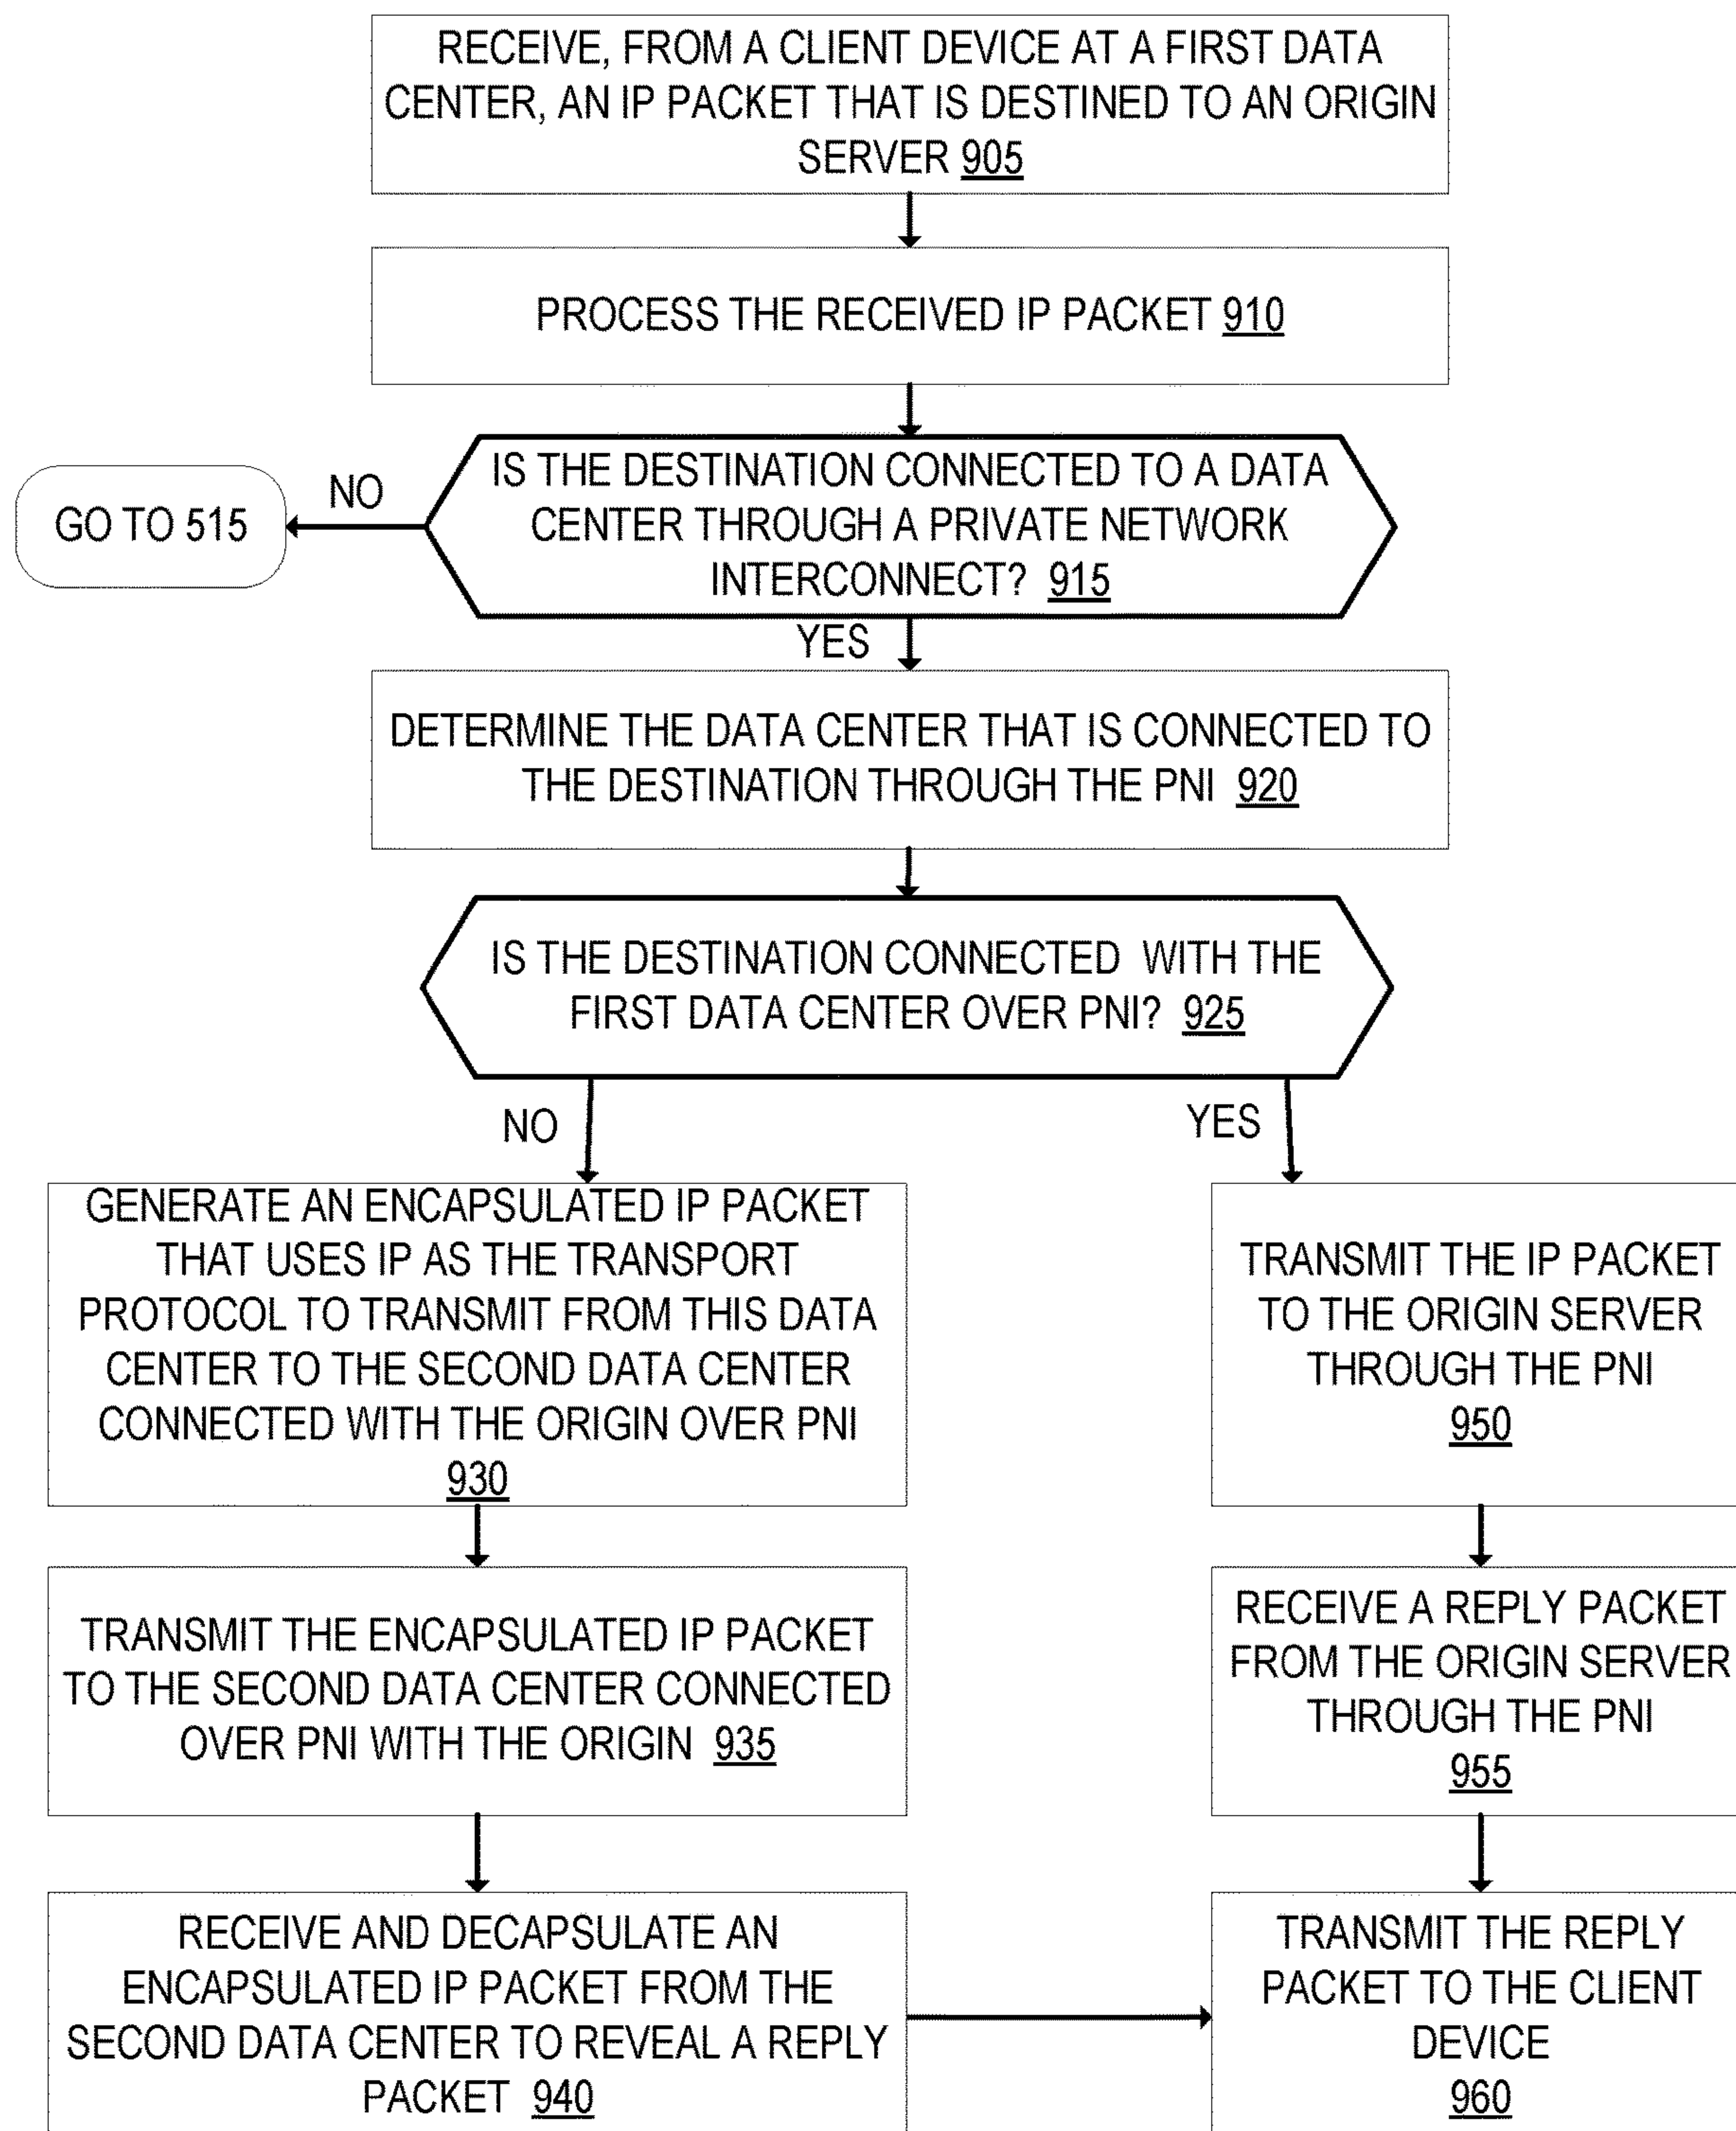 RECEIVE, FROM A CLIENT DEVICE AT A FIRST DATA
CENTER, AN IP PACKET THAT IS DESTINED TO AN ORIGIN
SERVER 905
PROCESS THE RECEIVED IP PACKET 910
IS THE DESTINATION CONNECTED TO A DATA
CENTER THROUGH A PRIVATE NETWORK
INTERCONNECT? 915
NO
GO TO 515
YES
DETERMINE THE DATA CENTER THAT IS CONNECTED TO
THE DESTINATION THROUGH THE PNI 920
IS THE DESTINATION CONNECTED WITH THE
FIRST DATA CENTER OVER PNI? 925
NO
YES
GENERATE AN ENCAPSULATED IP PACKET
THAT USES IP AS THE TRANSPORT
PROTOCOL TO TRANSMIT FROM THIS DATA
CENTER TO THE SECOND DATA CENTER
CONNECTED WITH THE ORIGIN OVER PNI
930
TRANSMIT THE IP PACKET
TO THE ORIGIN SERVER
THROUGH THE PNI
950
TRANSMIT THE ENCAPSULATED IP PACKET
TO THE SECOND DATA CENTER CONNECTED
OVER PNI WITH THE ORIGIN 935
RECEIVE A REPLY PACKET
FROM THE ORIGIN SERVER
THROUGH THE PNI
955
RECEIVE AND DECAPSULATE AN
ENCAPSULATED IP PACKET FROM THE
SECOND DATA CENTER TO REVEAL A REPLY
PACKET 940
TRANSMIT THE REPLY
PACKET TO THE CLIENT
DEVICE
960